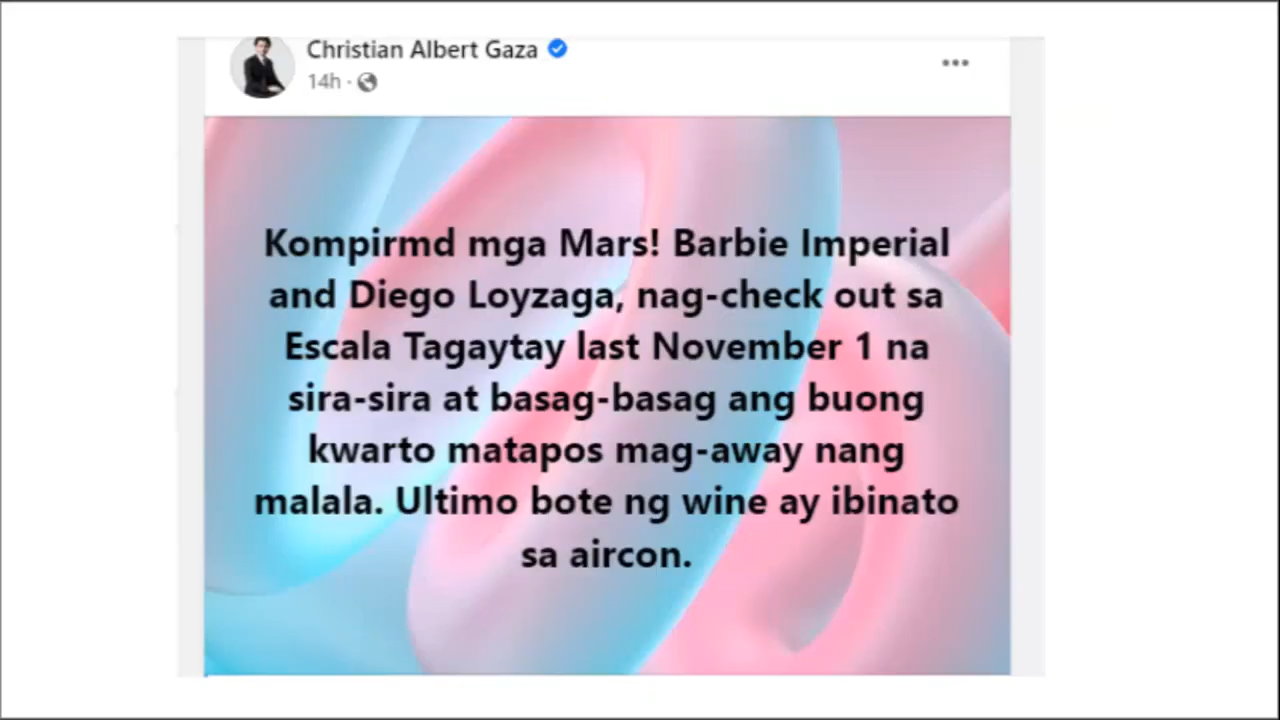 Christian Albert Gaza
14h ·
Kompirmd mga Mars! Barbie Imperial
and Diego Loyzaga, nag-check out sa
Escala Tagaytay last November 1 na
sira-sira at basag-basag ang buong
kwarto matapos mag-away nang
malala. Ultimo bote ng wine ay ibinato
sa aircon.